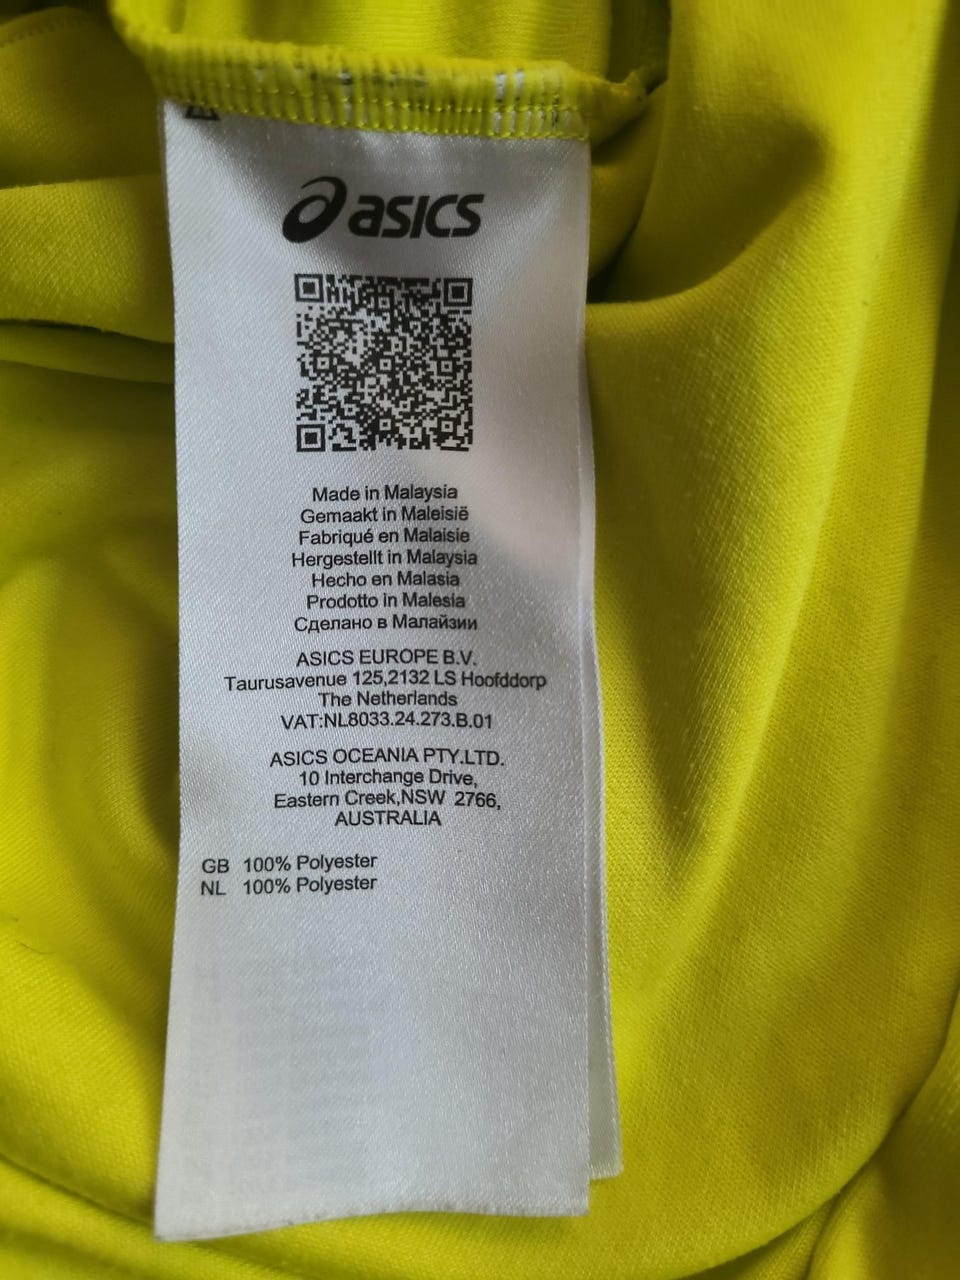 asics
Made in Malaysia
Gemaakt in Maleisië
Fabriqué en Malaisie
Hergestellt in Malaysia
Hecho en Malasia
Prodotto in Malesia
Сделано в Малайзии
ASICS EUROPE B.V.
Taurusavenue 125,2132 LS Hoofddorp
The Netherlands
VAT:NL8033.24.273.B.01
ASICS OCEANIA PTY.LTD.
10 Interchange Drive,
Eastern Creek,NSW 2766,
AUSTRALIA
GB 100% Polyester
NL 100% Polyester